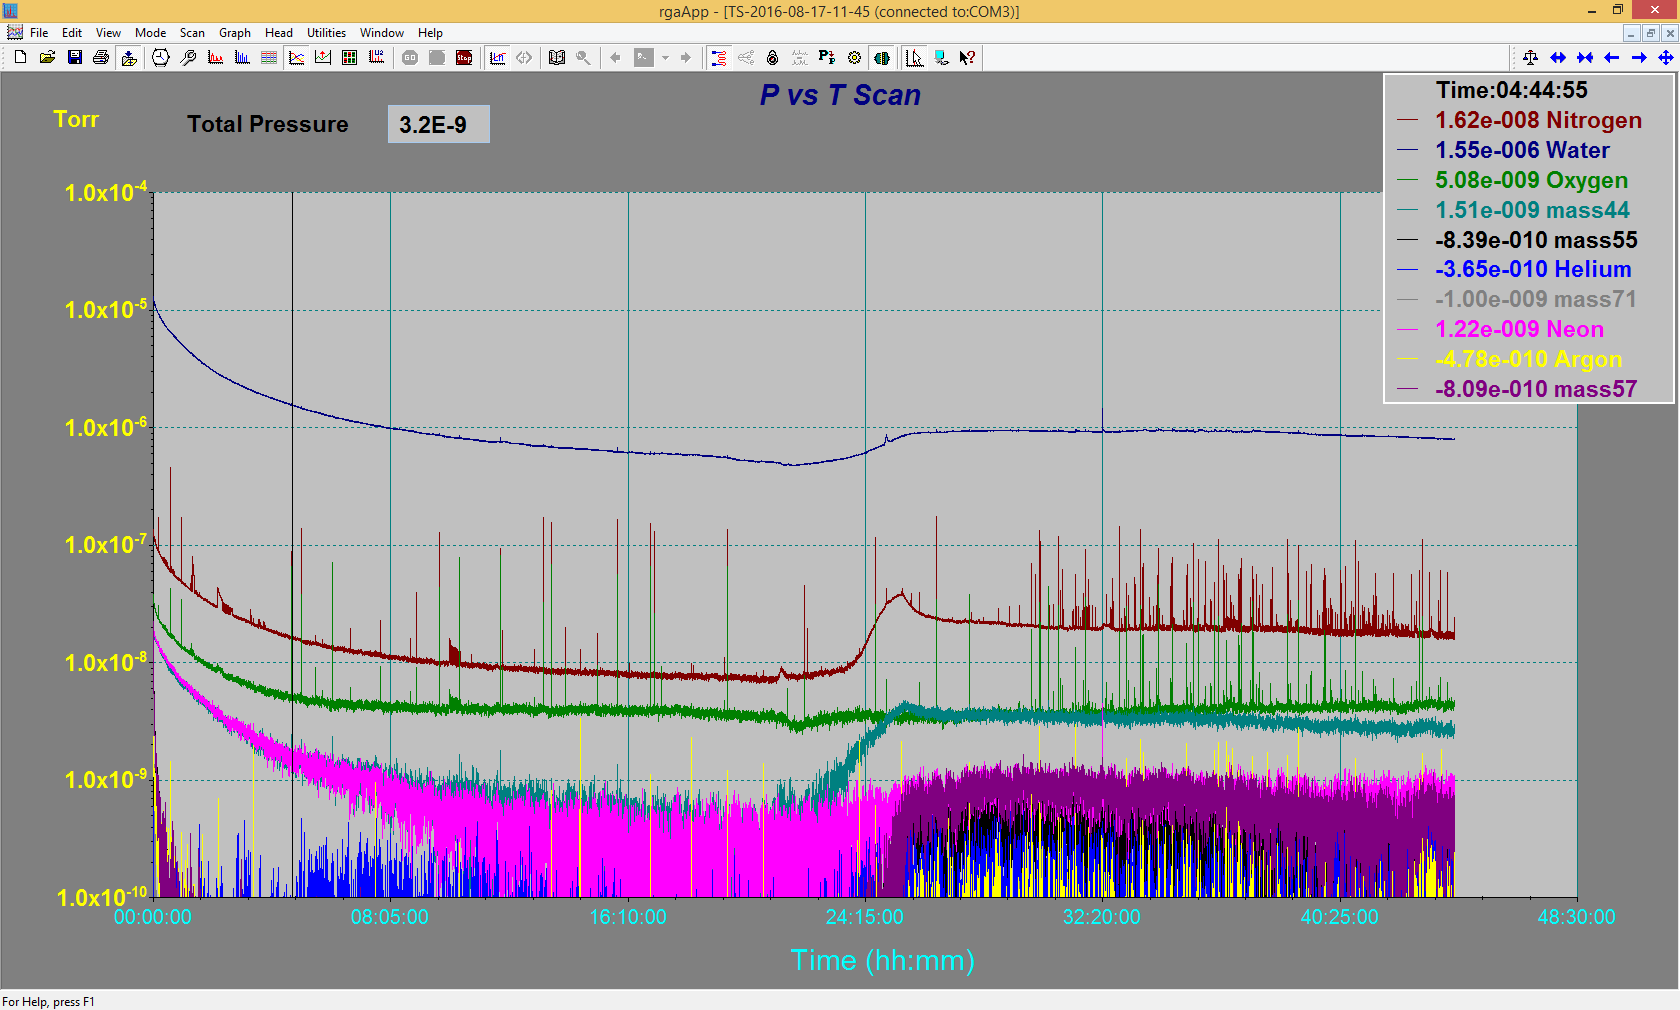 rgaApp - [TS-2016-08-17-11-45 (connected to:COM3)]
File Edit View Mode Scan Graph Head Utilities Window Help
GO Stop
P vs T Scan
Torr
Total Pressure 3.2E-9
Time:04:44:55
1.62e-008 Nitrogen
1.55e-006 Water
5.08e-009 Oxygen
1.51e-009 mass44
-8.39e-010 mass55
-3.65e-010 Helium
-1.00e-009 mass71
1.22e-009 Neon
-4.78e-010 Argon
-8.09e-010 mass57
1.0x10-4
1.0x10-5
1.0x10-6
1.0x10-7
1.0x10-8
1.0x10-9
1.0x10-10
00:00:00 08:05:00 16:10:00 24:15:00 32:20:00 40:25:00 48:30:00
Time (hh:mm)
For Help, press F1